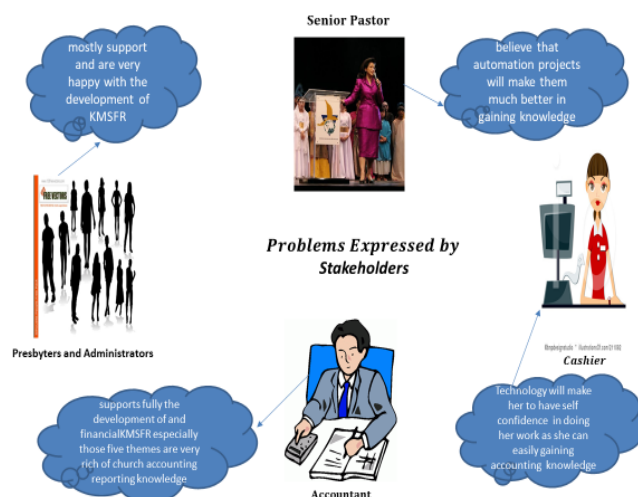 Senior Pastor
mostly support
and are very
happy with the
development of
KMSFR
believe that
automation projects
will make them
much better in
gaining knowledge
FREE VECTORS
Problems Expressed by
Stakeholders
Presbyters and Administrators
Cashier
supports fully the
development of and
financialKMSFR especially
those five themes are very
rich of church accounting
reporting knowledge
Technology will make
her to have self
confidence in doing
her work as she can
easily gaining
accounting knowledge
Accountant